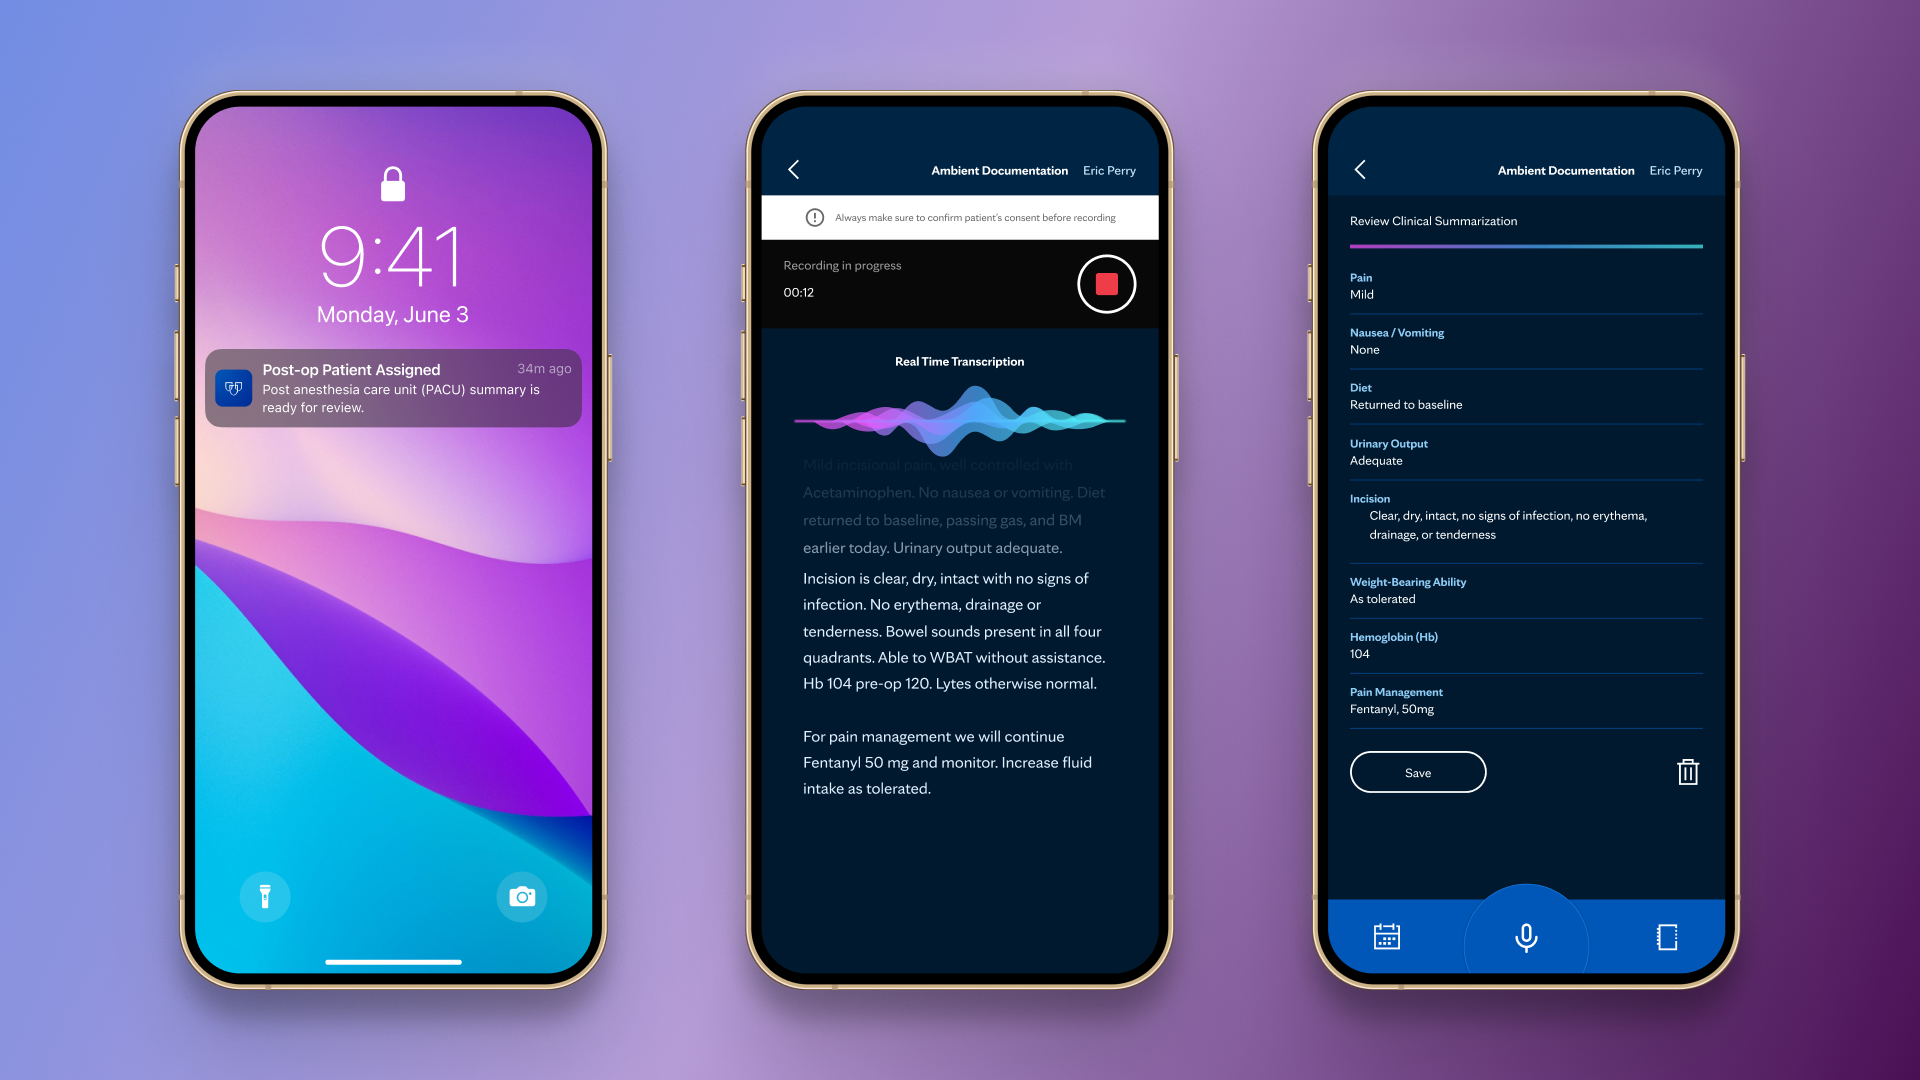 9:41
Monday, June 3
Post-op Patient Assigned 34m ago
Post anesthesia care unit (PACU) summary is
ready for review.
Ambient Documentation Eric Perry
Always make sure to confirm patient's consent before recording
Recording in progress
00:12
Real Time Transcription
Mild incisional pain, well controlled with
Acetaminophen. No nausea or vomiting. Diet
returned to baseline, passing gas, and BM
earlier today. Urinary output adequate.
Incision is clear, dry, intact with no signs of
infection. No erythema, drainage or
tenderness. Bowel sounds present in all four
quadrants. Able to WBAT without assistance.
Hb 104 pre-op 120. Lytes otherwise normal.
For pain management we will continue
Fentanyl 50 mg and monitor. Increase fluid
intake as tolerated.
Ambient Documentation Eric Perry
Review Clinical Summarization
Pain
Mild
Nausea / Vomiting
None
Diet
Returned to baseline
Urinary Output
Adequate
Incision
Clear, dry, intact, no signs of infection, no erythema,
drainage, or tenderness
Weight-Bearing Ability
As tolerated
Hemoglobin (Hb)
104
Pain Management
Fentanyl, 50mg
Save